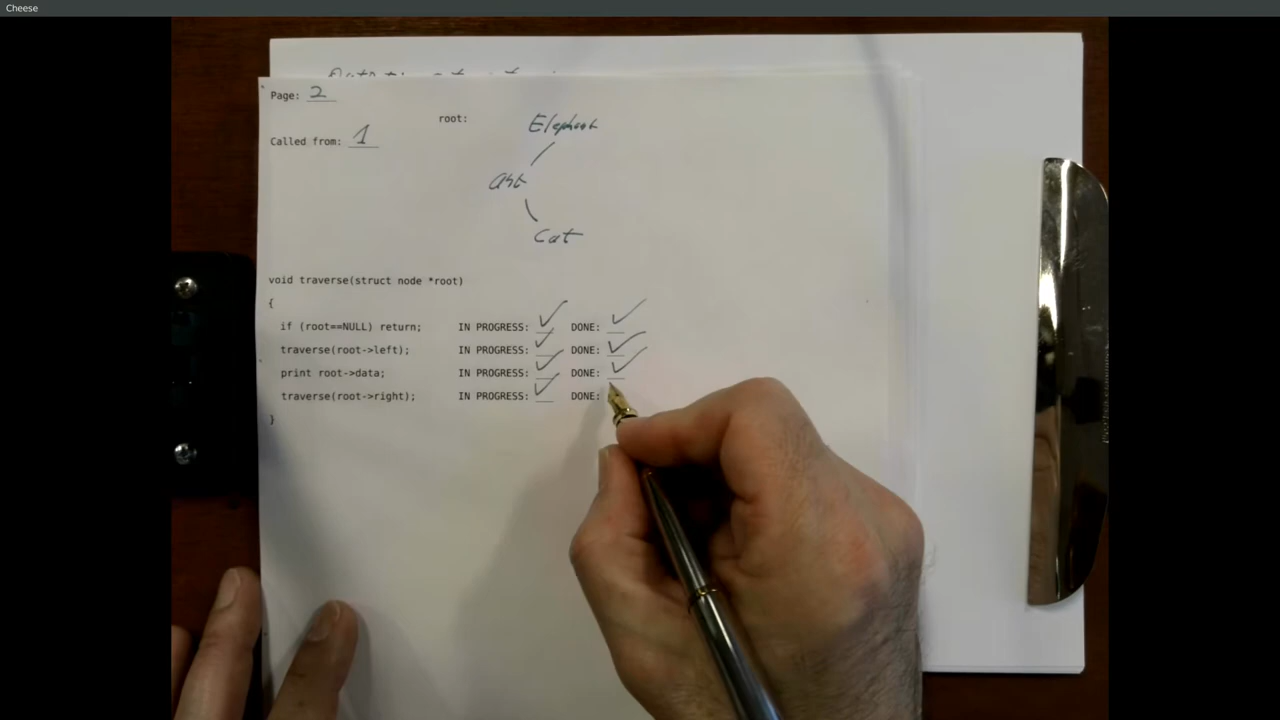 Cheese
Page: 2
root: Elephant
Called from: 1
Cat
void traverse(struct node *root)
{
if (root==NULL) return; IN PROGRESS: ✓ DONE: ✓
traverse(root->left); IN PROGRESS: ✓ DONE: ✓
print root->data; IN PROGRESS: ✓ DONE: ✓
traverse(root->right); IN PROGRESS: ✓ DONE:
}